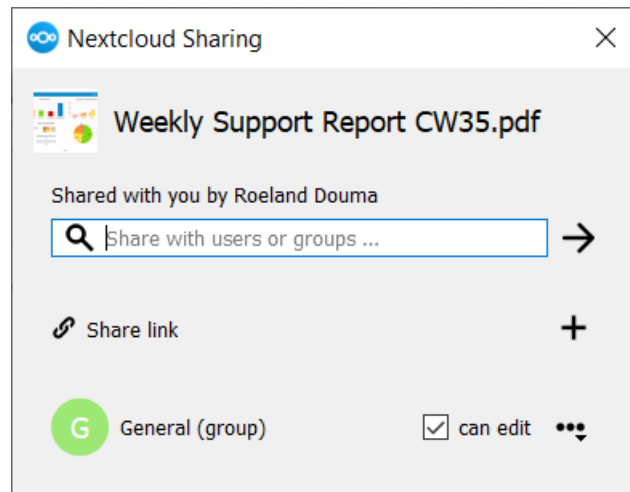 Nextcloud Sharing
Weekly Support Report CW35.pdf
Shared with you by Roeland Douma
Share with users or groups ...
Share link
G General (group) can edit